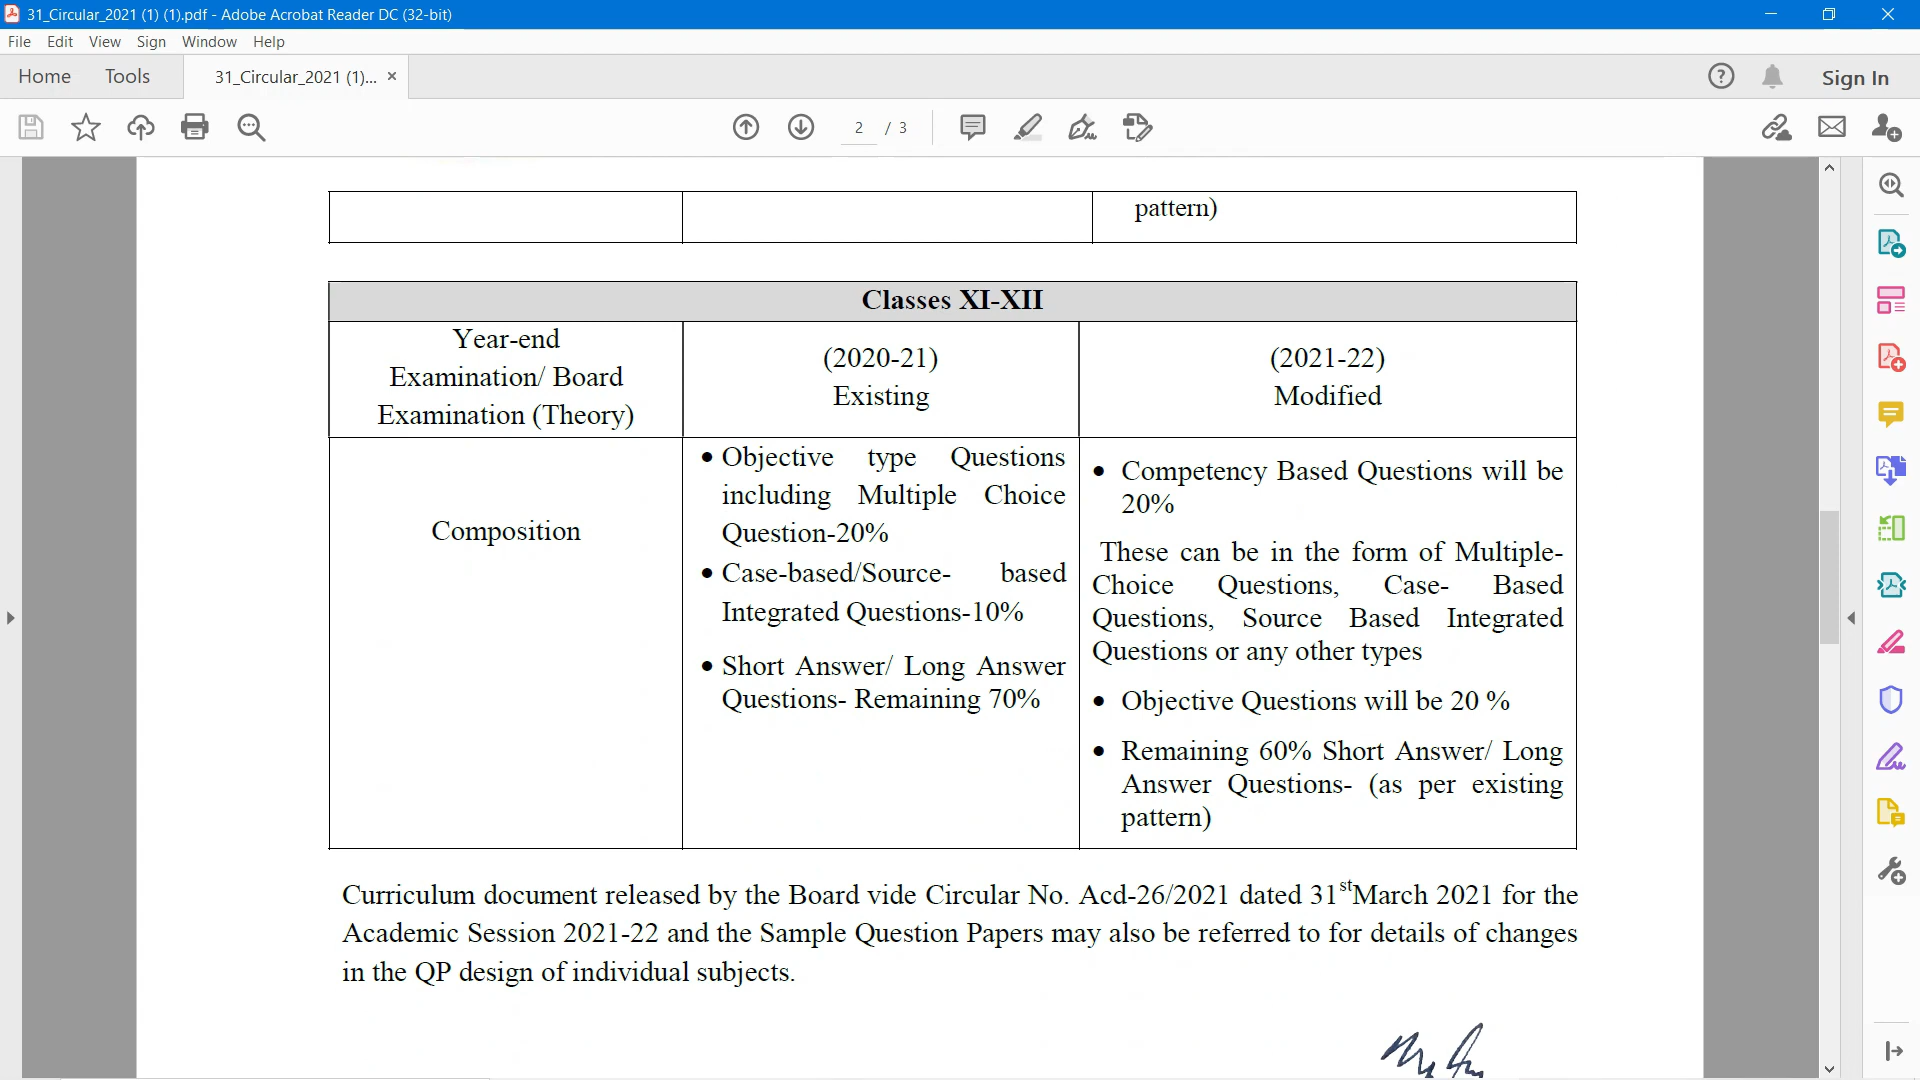 31_Circular_2021 (1) (1).pdf - Adobe Acrobat Reader DC (32-bit)
File Edit View Sign Window Help
Home Tools 31_Circular_2021 (1)... × Sign In
2 / 3
pattern)
Classes XI-XII
Year-end
Examination/ Board
Examination (Theory)
(2020-21)
Existing
(2021-22)
Modified
Composition
• Objective type Questions
including Multiple Choice
Question-20%
• Case-based/Source- based
Integrated Questions-10%
• Short Answer/ Long Answer
Questions- Remaining 70%
• Competency Based Questions will be
20%
These can be in the form of Multiple-
Choice Questions, Case- Based
Questions, Source Based Integrated
Questions or any other types
• Objective Questions will be 20 %
• Remaining 60% Short Answer/ Long
Answer Questions- (as per existing
pattern)
Curriculum document released by the Board vide Circular No. Acd-26/2021 dated 31stMarch 2021 for the
Academic Session 2021-22 and the Sample Question Papers may also be referred to for details of changes
in the QP design of individual subjects.